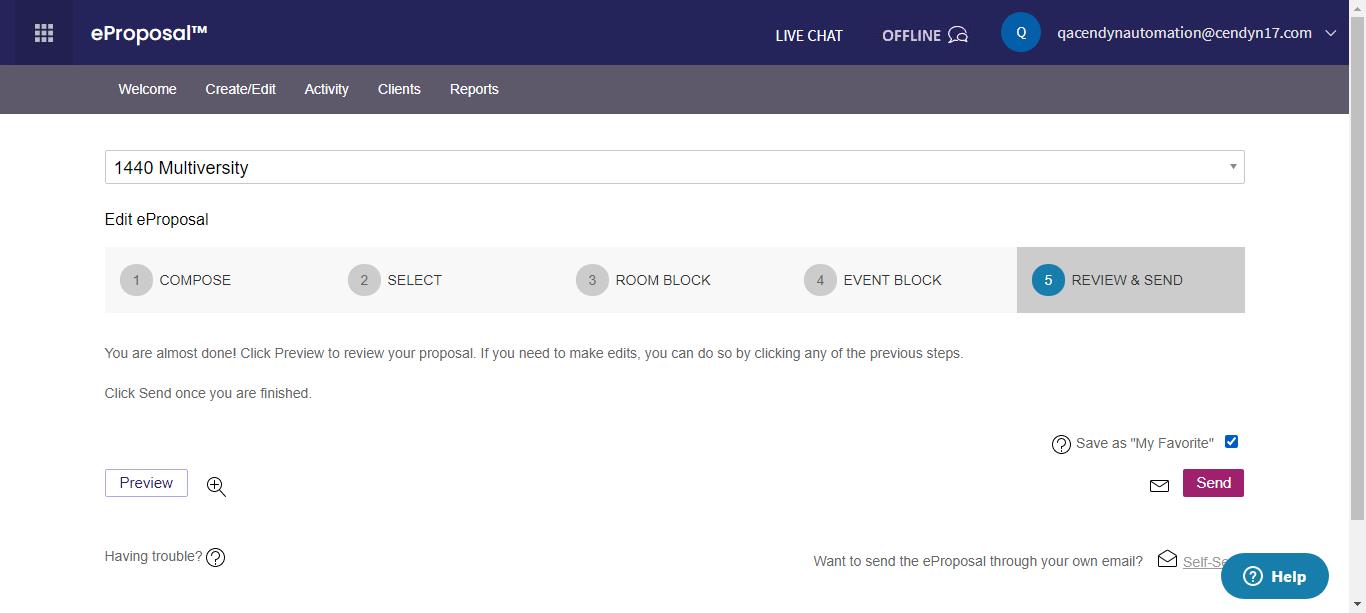 eProposal™
LIVE CHAT
OFFLINE
Q
qacendynautomation@cendyn17.com
Welcome
Create/Edit
Activity
Clients
Reports
1440 Multiversity
Edit eProposal
1 COMPOSE
2 SELECT
3 ROOM BLOCK
4 EVENT BLOCK
5 REVIEW & SEND
You are almost done! Click Preview to review your proposal. If you need to make edits, you can do so by clicking any of the previous steps.
Click Send once you are finished.
? Save as "My Favorite"
Preview
Send
Having trouble? ?
Want to send the eProposal through your own email?
Self-Se
? Help